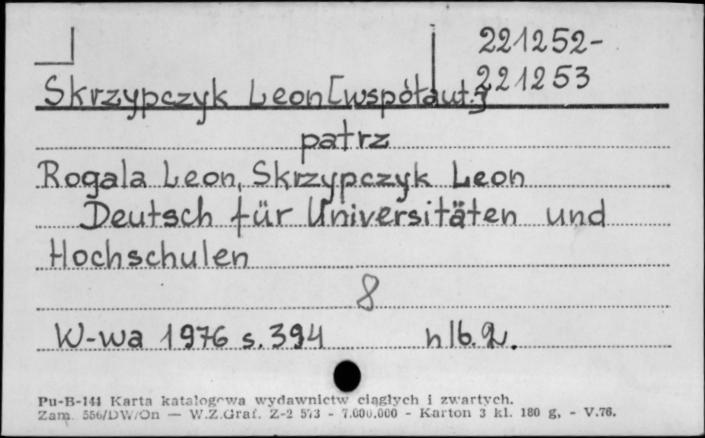 221252-
221253
Skrzypczyk Leon [współaut.]
patrz
Rogala Leon, Skrzypczyk Leon
Deutsch für Universitäten und
Hochschulen
8
W-wa 1976 s. 394 nlb. 2.
Pu-B-144 Karta katalogowa wydawnictw ciągłych i zwartych.
Zam. 556/DW/On — W.Z.Graf. Z-2 573 - 7.000.000 - Karton 3 kl. 180 g. - V.76.